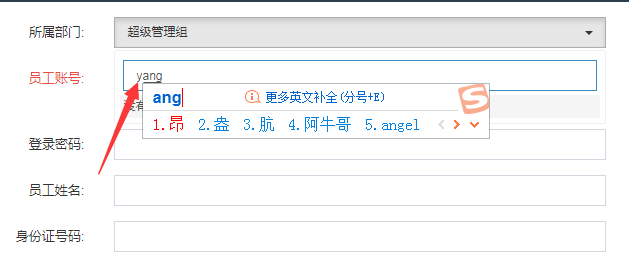 所属部门: 超级管理组
员工账号: yang
ang 更多英文补全(分号+E)
没有
1.昂 2.盎 3.肮 4.阿牛哥 5.angel
登录密码:
员工姓名:
身份证号码: